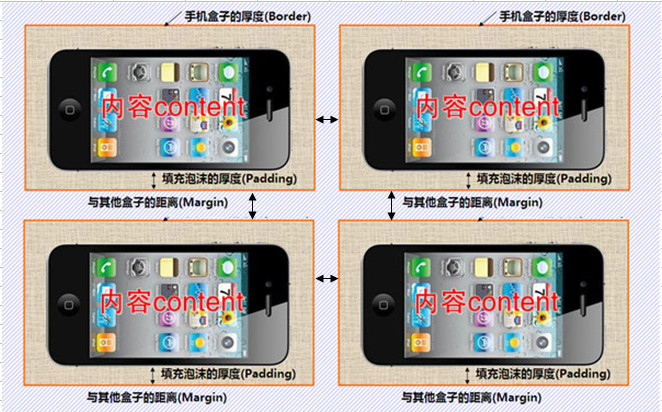 手机盒子的厚度(Border)
手机盒子的厚度(Border)
内容content
内容content
填充泡沫的厚度(Padding)
填充泡沫的厚度(Padding)
与其他盒子的距离(Margin)
与其他盒子的距离(Margin)
内容content
内容content
填充泡沫的厚度(Padding)
填充泡沫的厚度(Padding)
与其他盒子的距离(Margin)
与其他盒子的距离(Margin)